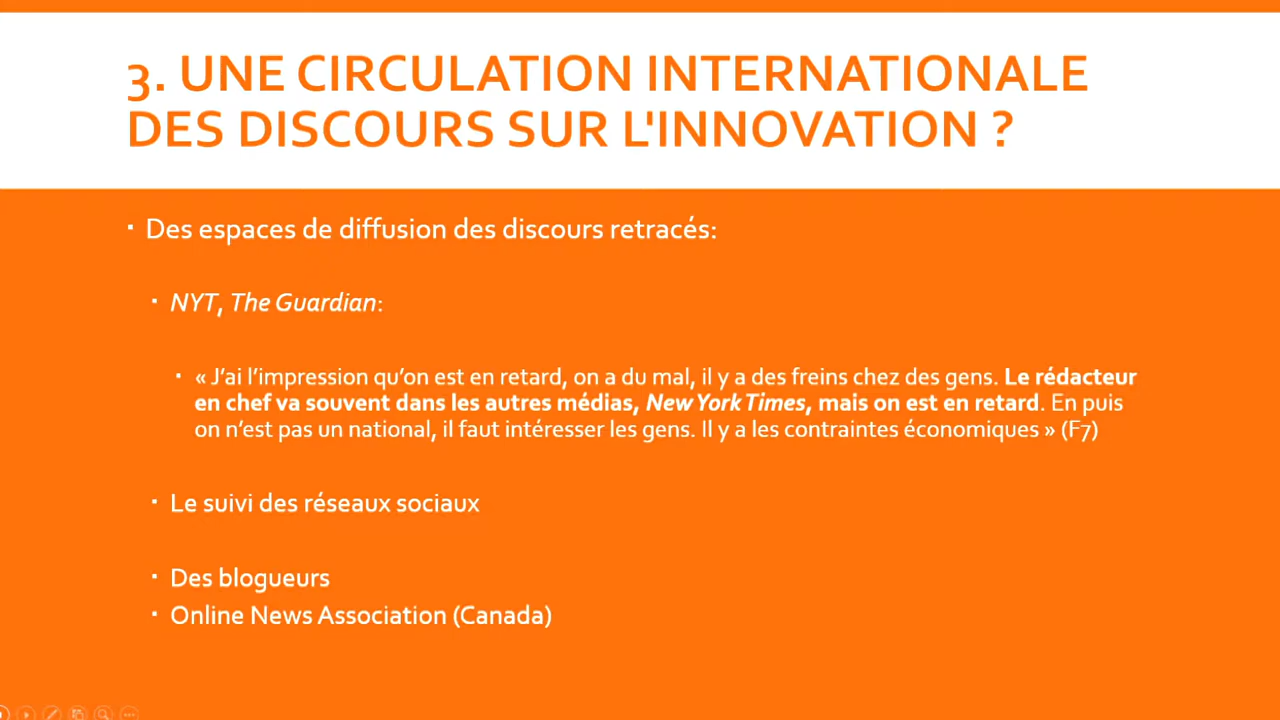 3. UNE CIRCULATION INTERNATIONALE
DES DISCOURS SUR L'INNOVATION ?
▪ Des espaces de diffusion des discours retracés:
▪ NYT, The Guardian:
▪ « J’ai l’impression qu’on est en retard, on a du mal, il y a des freins chez des gens. Le rédacteur
en chef va souvent dans les autres médias, New York Times, mais on est en retard. En puis
on n’est pas un national, il faut intéresser les gens. Il y a les contraintes économiques » (F7)
▪ Le suivi des réseaux sociaux
▪ Des blogueurs
▪ Online News Association (Canada)